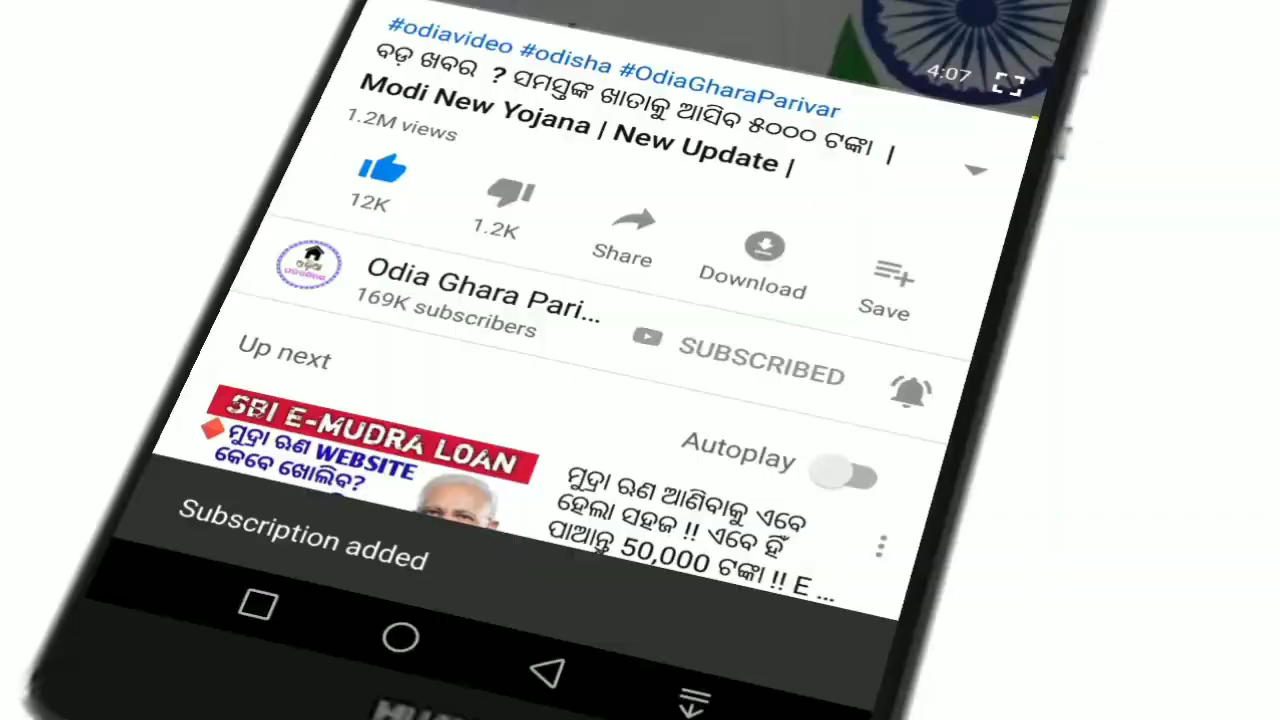 4:07
#odiavideo #odisha #OdiaGharaParivar
ବଡ଼ ଖବର ? ସମସ୍ତଙ୍କ ଖାତାକୁ ଆସିବ ୫୦୦୦ ଟଙ୍କା |
Modi New Yojana | New Update |
1.2M views
12K
1.2K
Share
Download
Save
Odia Ghara Pari...
169K subscribers
SUBSCRIBED
Up next
Autoplay
SBI E-MUDRA LOAN
ମୁଦ୍ରା ଋଣ WEBSITE
କେବେ ଖୋଲିବ?
ମୁଦ୍ରା ଋଣ ଆଣିବାକୁ ଏବେ
ହେଲା ସହଜ !! ଏବେ ହିଁ
ପାଆନ୍ତୁ 50,000 ଟଙ୍କା !! E ...
Subscription added